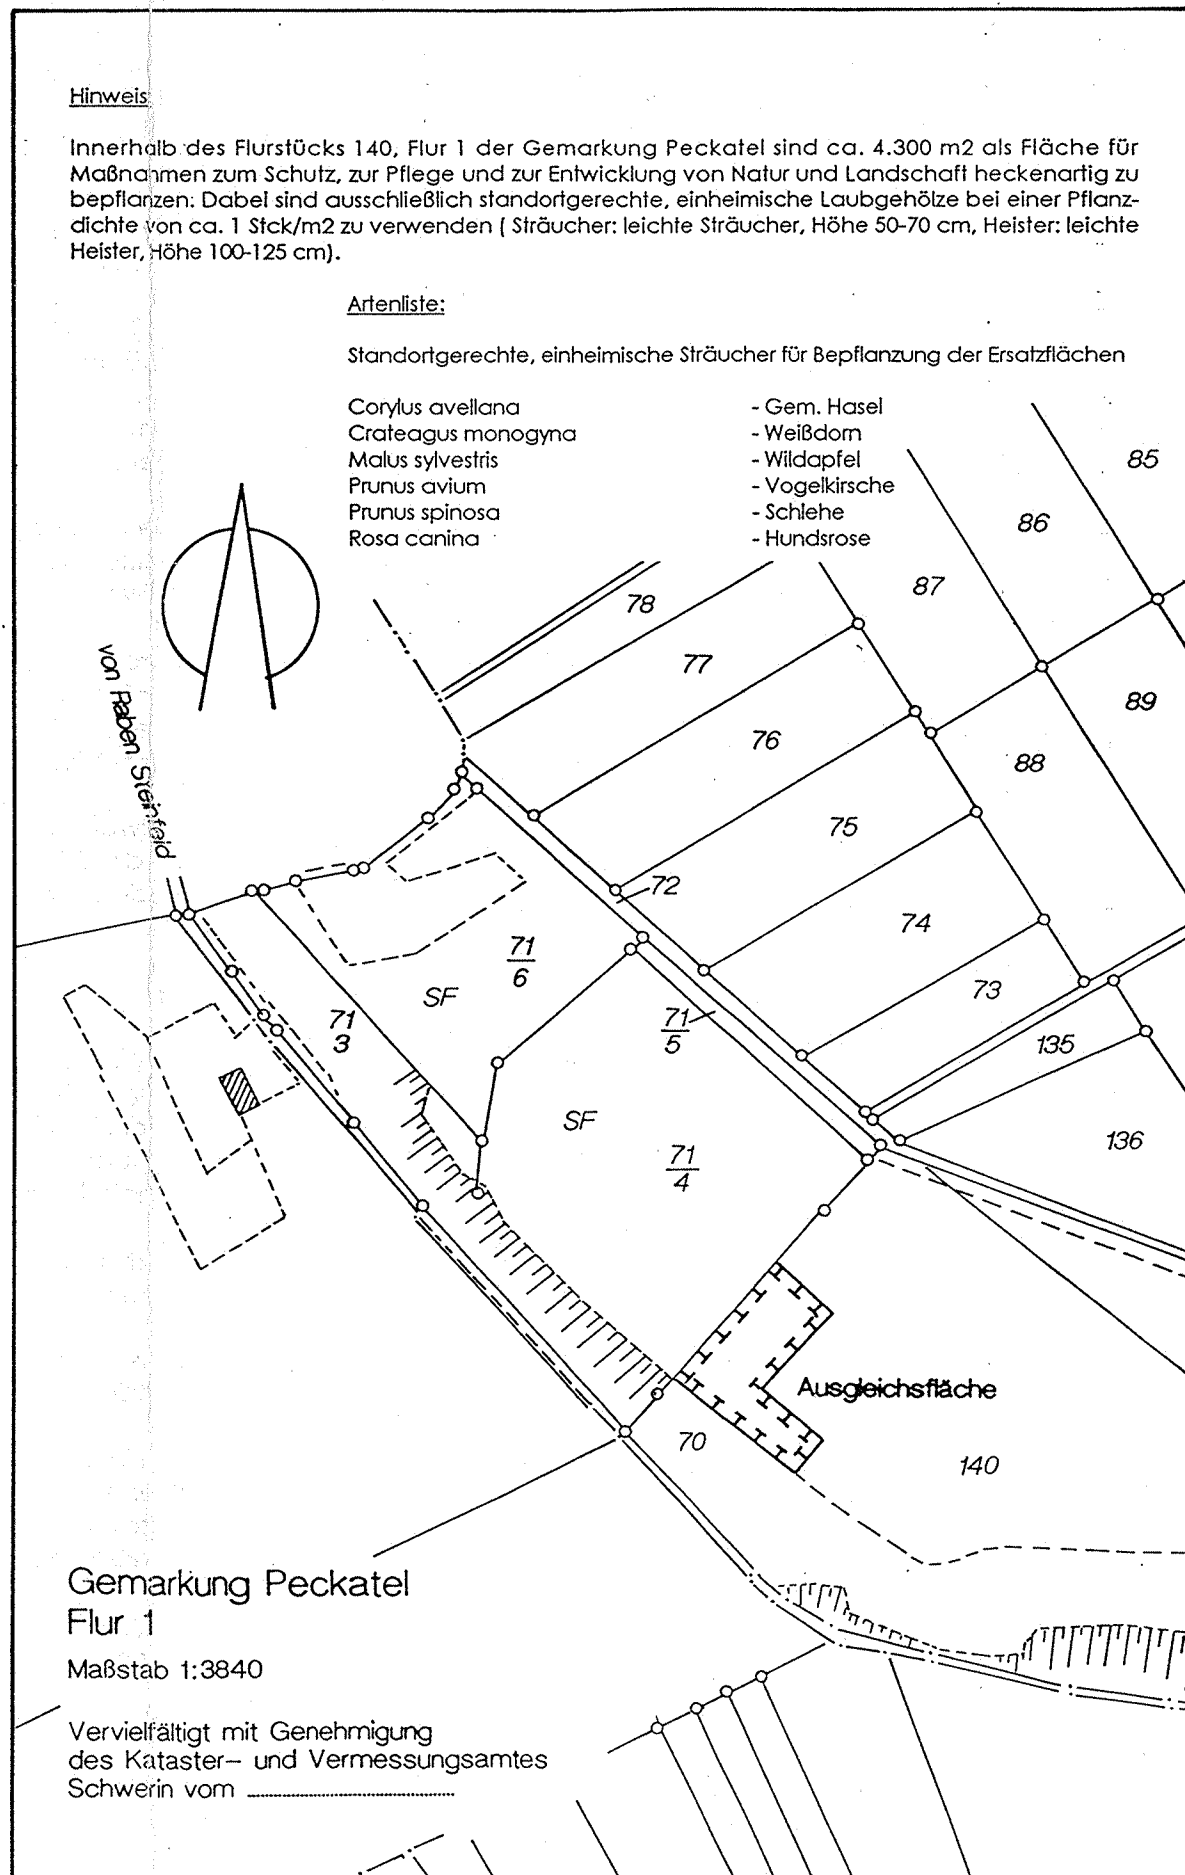 Hinweis
Innerhalb des Flurstücks 140, Flur 1 der Gemarkung Peckatel sind ca. 4.300 m2 als Fläche für
Maßnahmen zum Schutz, zur Pflege und zur Entwicklung von Natur und Landschaft heckenartig zu
bepflanzen: Dabei sind ausschließlich standortgerechte, einheimische Laubgehölze bei einer Pflanz-
dichte von ca. 1 Stck/m2 zu verwenden ( Sträucher: leichte Sträucher, Höhe 50-70 cm, Heister: leichte
Heister, Höhe 100-125 cm).
Artenliste:
Standortgerechte, einheimische Sträucher für Bepflanzung der Ersatzflächen
Corylus avellana - Gem. Hasel
Crateagus monogyna - Weißdorn
Malus sylvestris - Wildapfel
Prunus avium - Vogelkirsche
Prunus spinosa - Schlehe
Rosa canina - Hundsrose
85
86
87
78
77
89
76
88
von Raben Steinfeld
75
72
74
71
6
SF
73
71
3
71
5
135
SF
136
71
4
Ausgleichsfläche
70
140
Gemarkung Peckatel
Flur 1
Maßstab 1:3840
Vervielfältigt mit Genehmigung
des Kataster- und Vermessungsamtes
Schwerin vom